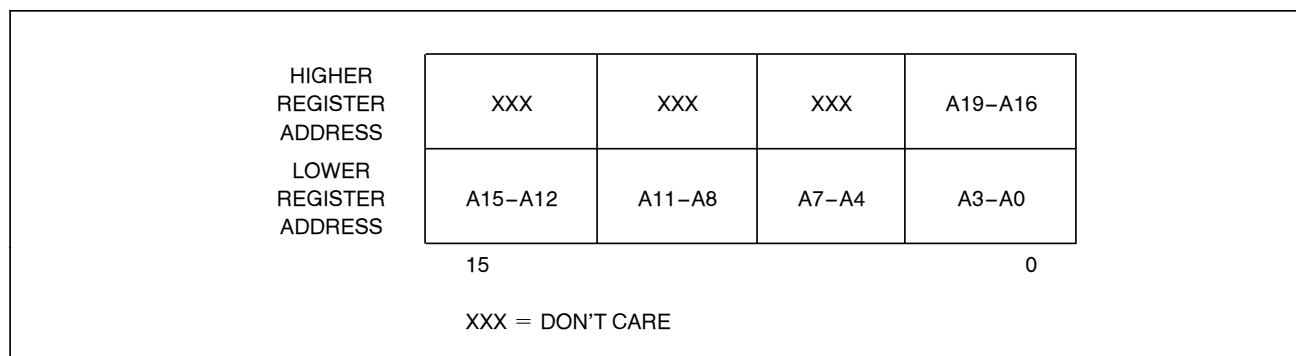 HIGHER
REGISTER
ADDRESS
XXX XXX XXX A19–A16
LOWER
REGISTER
ADDRESS
A15–A12 A11–A8 A7–A4 A3–A0
15 0
XXX = DON'T CARE